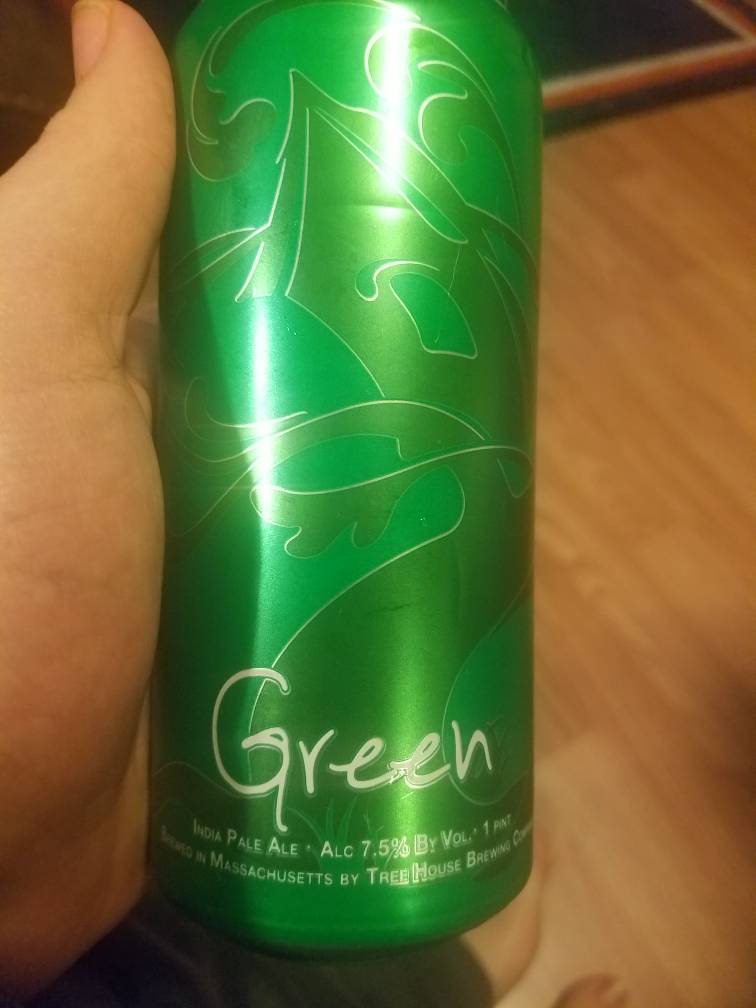 Green
India Pale Ale · Alc 7.5% By Vol. · 1 pint
Brewed in Massachusetts by Tree House Brewing